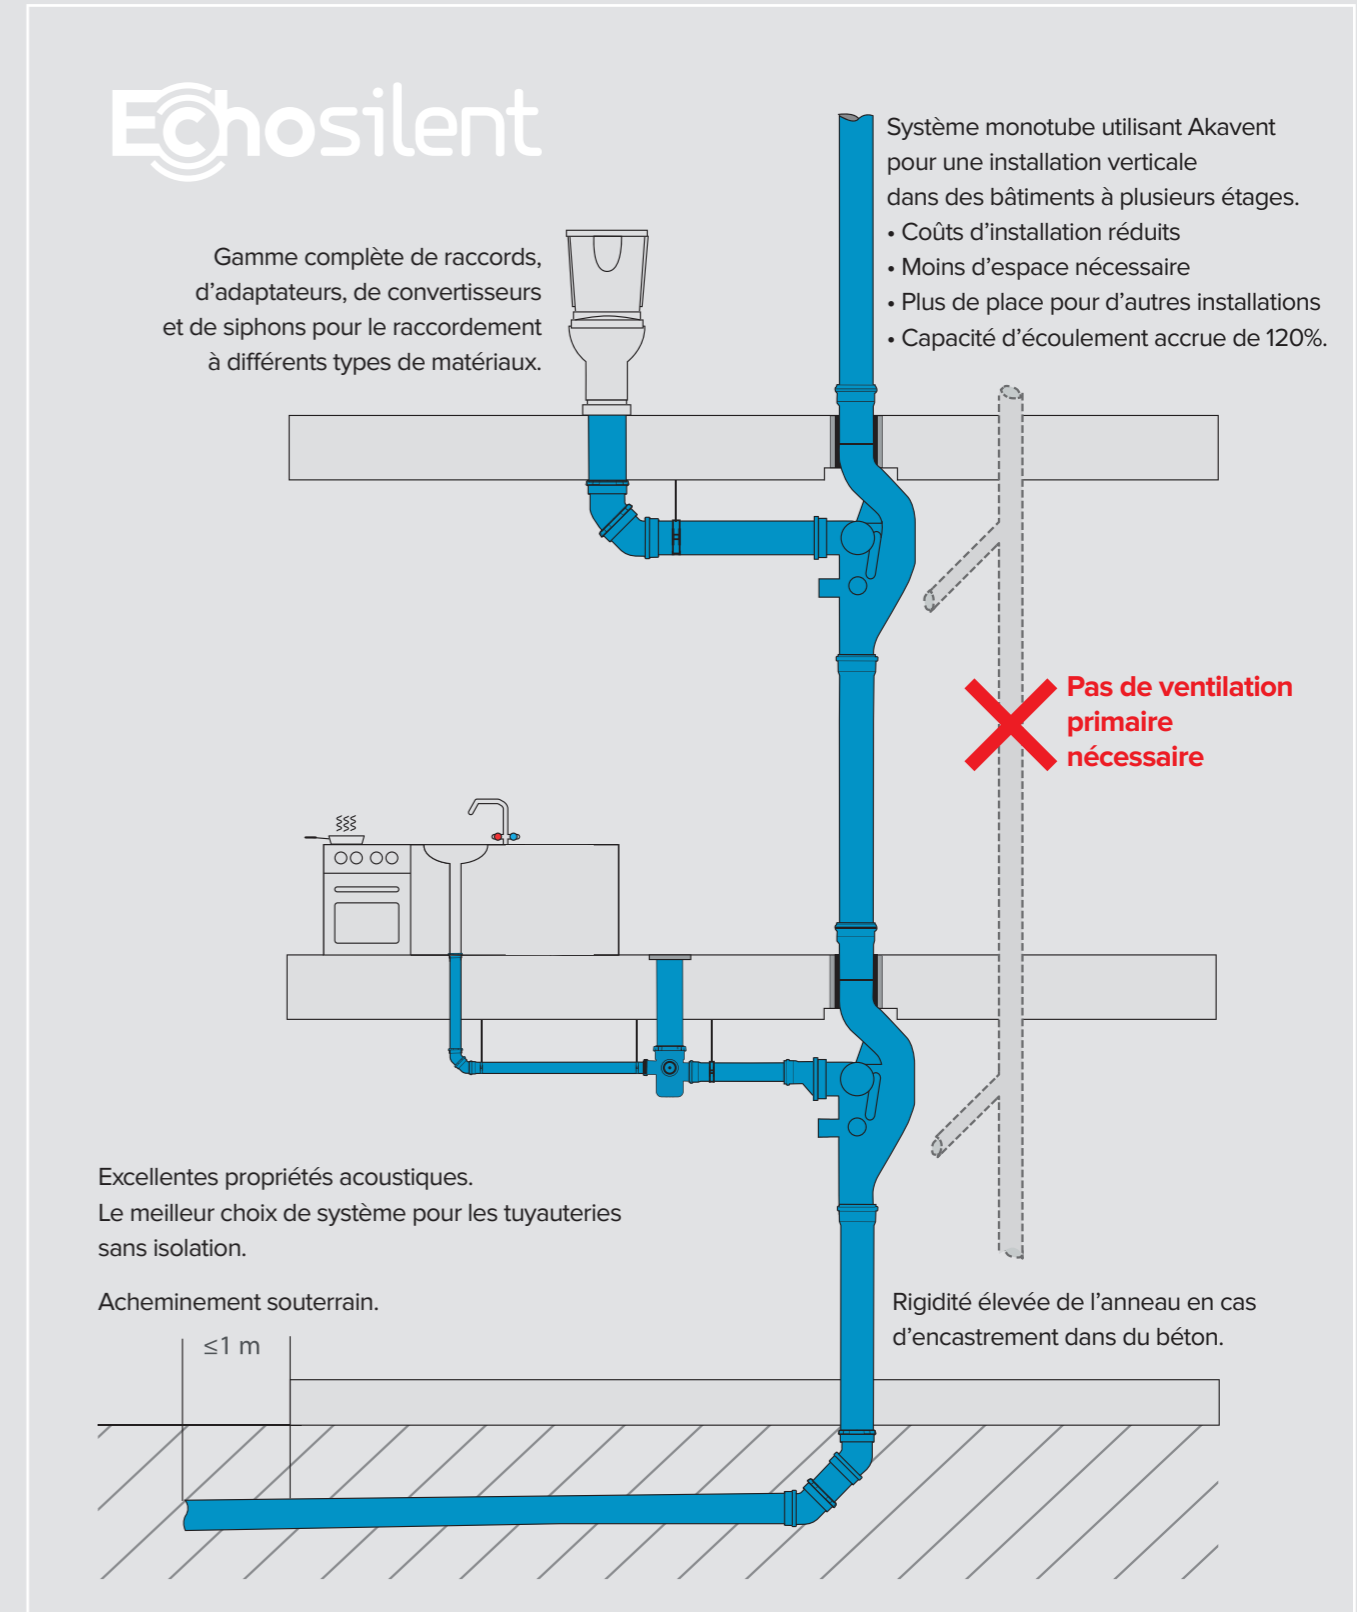 Echosilent
Gamme complète de raccords,
d'adaptateurs, de convertisseurs
et de siphons pour le raccordement
à différents types de matériaux.
Système monotube utilisant Akavent
pour une installation verticale
dans des bâtiments à plusieurs étages.
• Coûts d'installation réduits
• Moins d'espace nécessaire
• Plus de place pour d'autres installations
• Capacité d'écoulement accrue de 120%.
Pas de ventilation
primaire
nécessaire
Excellentes propriétés acoustiques.
Le meilleur choix de système pour les tuyauteries
sans isolation.
Acheminement souterrain.
≤1 m
Rigidité élevée de l'anneau en cas
d'encastrement dans du béton.